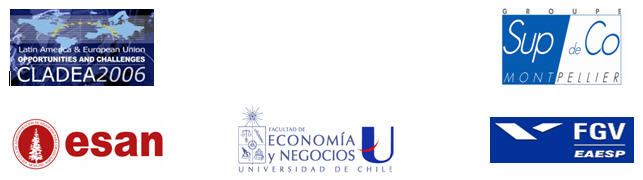 Latin America & European Union
OPPORTUNITIES AND CHALLENGES
CLADEA2006
GROUPE
Sup de Co
MONTPELLIER
esan
FACULTAD DE
ECONOMÍA
Y NEGOCIOS
UNIVERSIDAD DE CHILE
FGV
EAESP